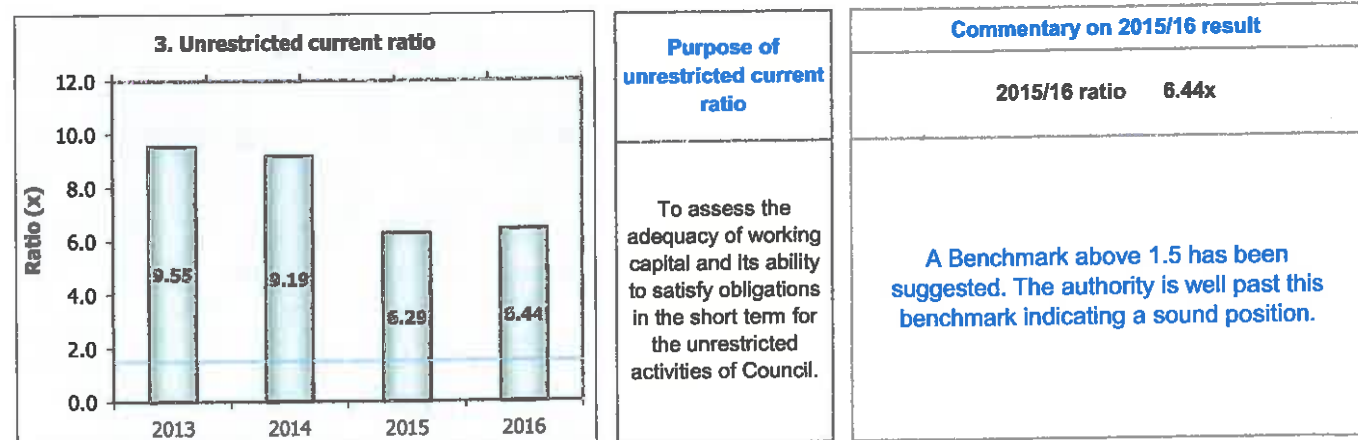 3. Unrestricted current ratio
12.0
10.0
8.0
6.0
4.0
2.0
0.0
Ratio (x)
9.55
9.19
6.29
6.44
2013
2014
2015
2016
Purpose of
unrestricted current
ratio
To assess the
adequacy of working
capital and its ability
to satisfy obligations
in the short term for
the unrestricted
activities of Council.
Commentary on 2015/16 result
2015/16 ratio 6.44x
A Benchmark above 1.5 has been
suggested. The authority is well past this
benchmark indicating a sound position.